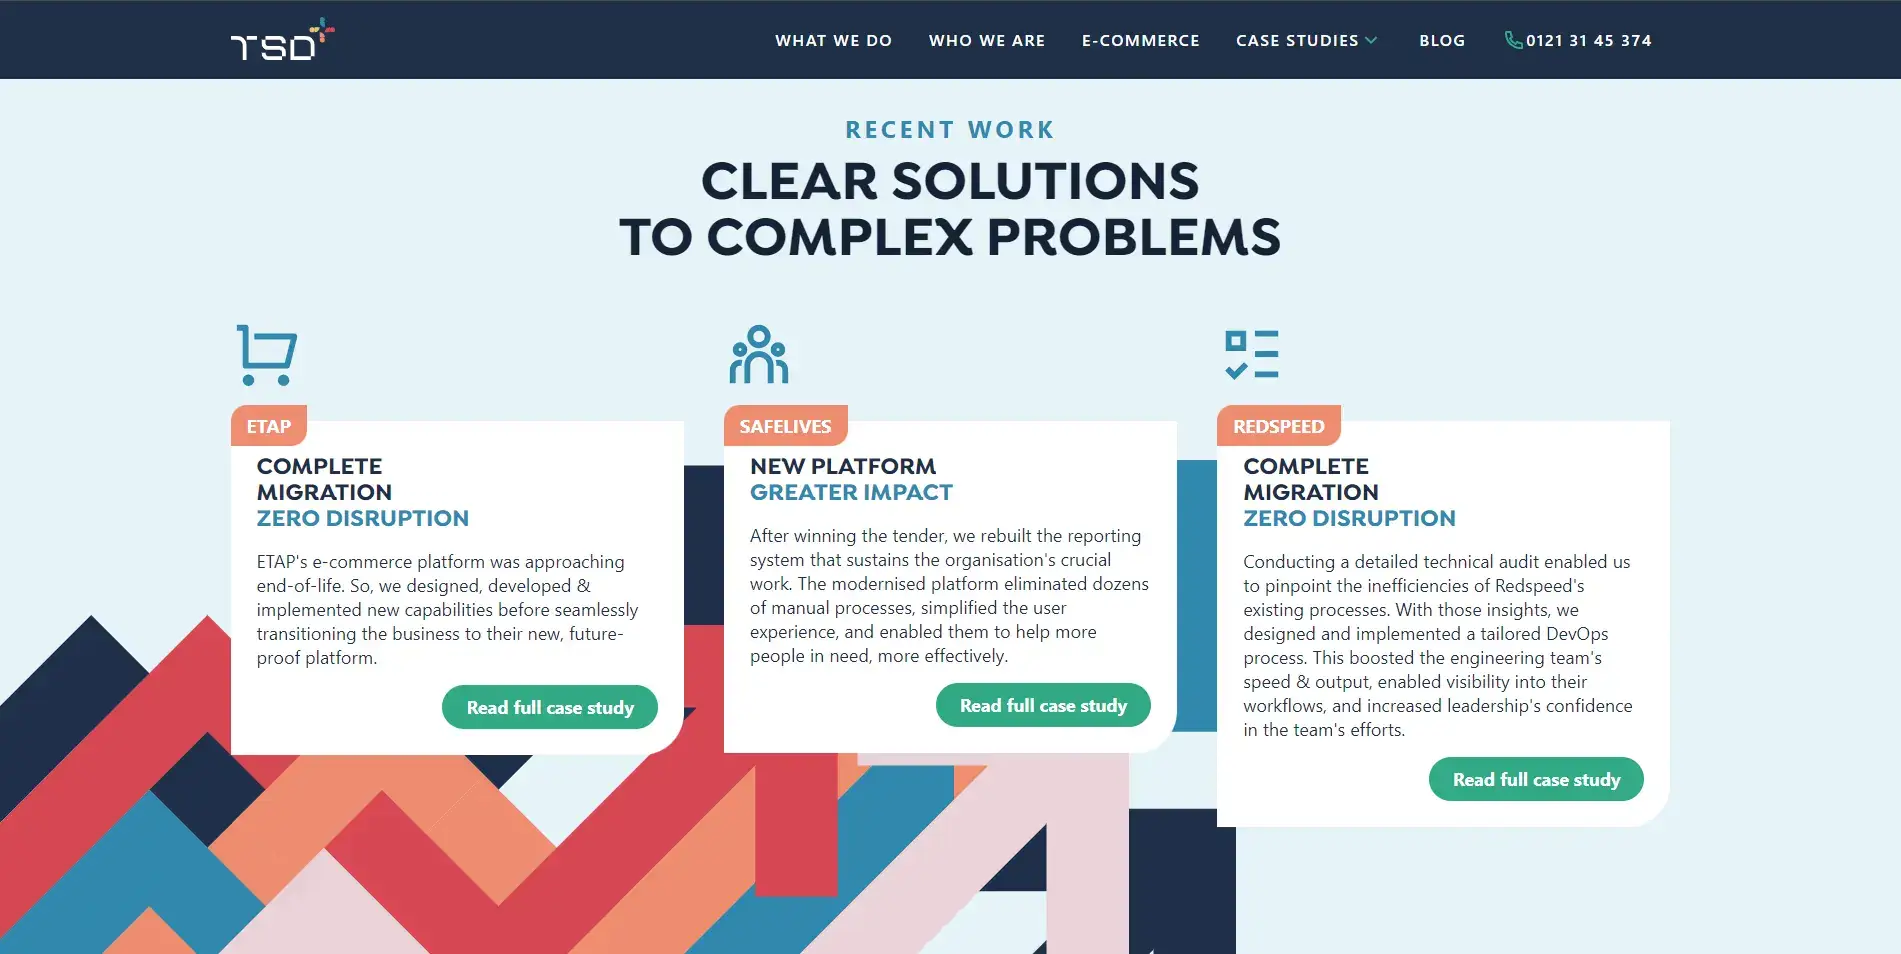 TSD
WHAT WE DO
WHO WE ARE
E-COMMERCE
CASE STUDIES
BLOG
0121 31 45 374
RECENT WORK
CLEAR SOLUTIONS
TO COMPLEX PROBLEMS
ETAP
COMPLETE
MIGRATION
ZERO DISRUPTION
ETAP's e-commerce platform was approaching
end-of-life. So, we designed, developed &
implemented new capabilities before seamlessly
transitioning the business to their new, future-
proof platform.
Read full case study
SAFELIVES
NEW PLATFORM
GREATER IMPACT
After winning the tender, we rebuilt the reporting
system that sustains the organisation's crucial
work. The modernised platform eliminated dozens
of manual processes, simplified the user
experience, and enabled them to help more
people in need, more effectively.
Read full case study
REDSPEED
COMPLETE
MIGRATION
ZERO DISRUPTION
Conducting a detailed technical audit enabled us
to pinpoint the inefficiencies of Redspeed's
existing processes. With those insights, we
designed and implemented a tailored DevOps
process. This boosted the engineering team's
speed & output, enabled visibility into their
workflows, and increased leadership's confidence
in the team's efforts.
Read full case study